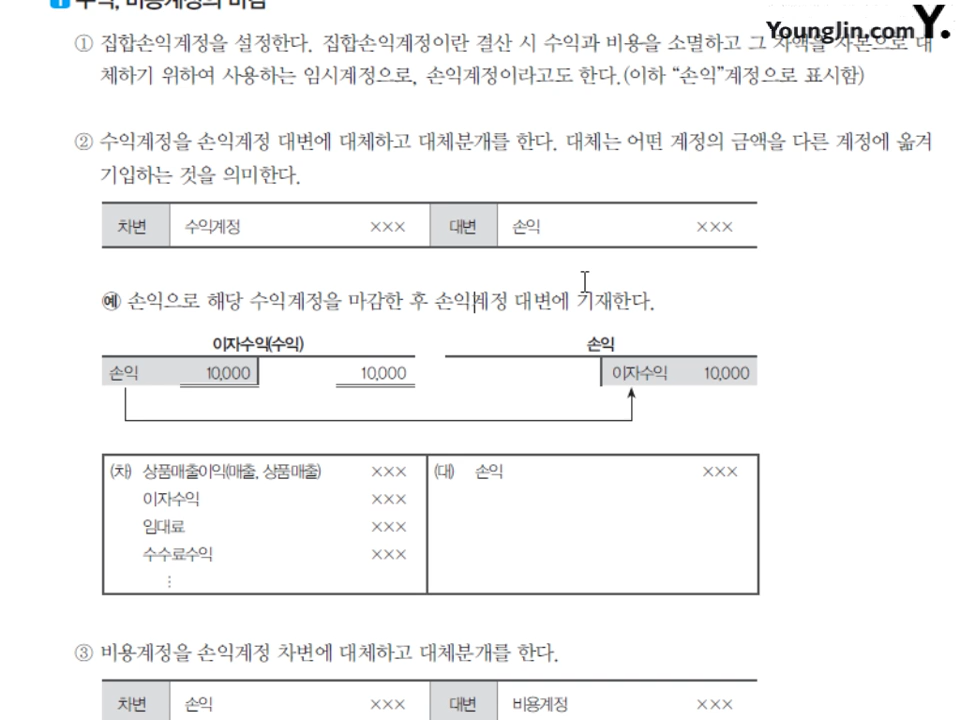 1 수익, 비용계정의 마감
YoungJin.com Y.
① 집합손익계정을 설정한다. 집합손익계정이란 결산 시 수익과 비용을 소멸하고 그 차액을 자본으로 대
체하기 위하여 사용하는 임시계정으로, 손익계정이라고도 한다.(이하 “손익”계정으로 표시함)
② 수익계정을 손익계정 대변에 대체하고 대체분개를 한다. 대체는 어떤 계정의 금액을 다른 계정에 옮겨
기입하는 것을 의미한다.
차변 수익계정 ××× 대변 손익 ×××
예 손익으로 해당 수익계정을 마감한 후 손익계정 대변에 기재한다.
이자수익(수익) 손익
손익 10,000 10,000 이자수익 10,000
(차) 상품매출이익(매출, 상품매출) ××× (대) 손익 ×××
이자수익 ×××
임대료 ×××
수수료수익 ×××
⋮
③ 비용계정을 손익계정 차변에 대체하고 대체분개를 한다.
차변 손익 ××× 대변 비용계정 ×××